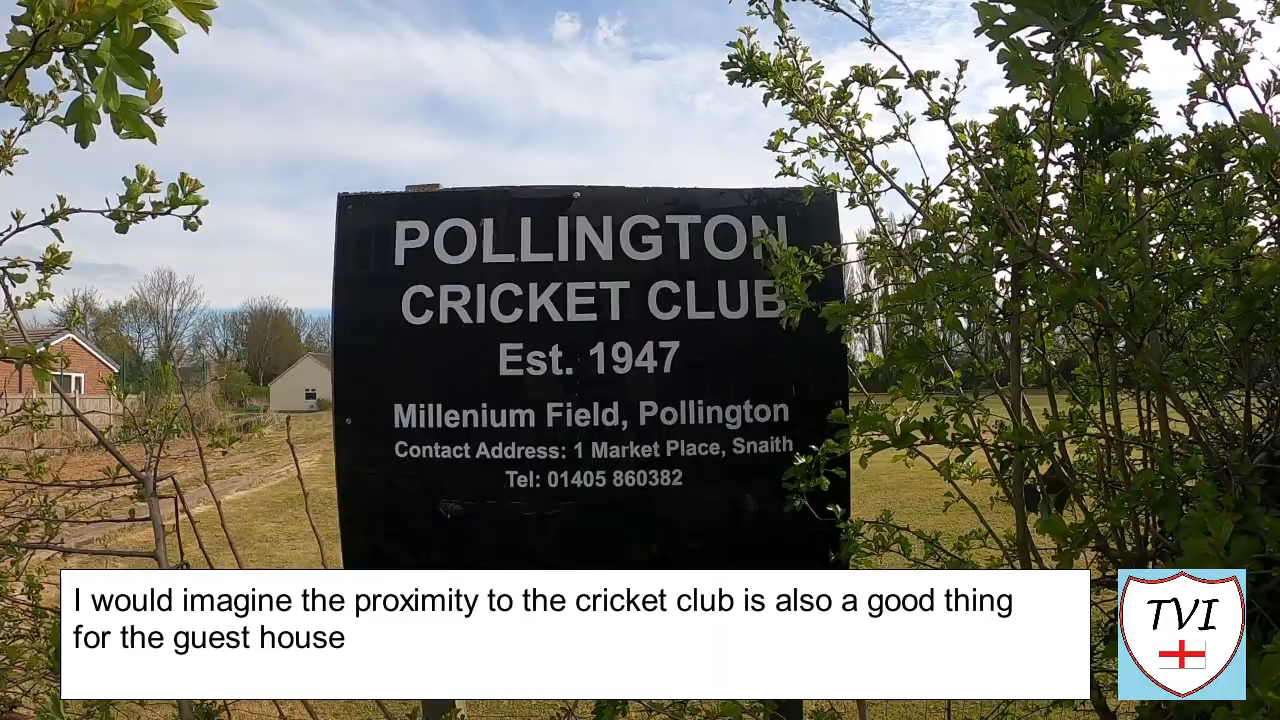 POLLINGTON
CRICKET CLUB
Est. 1947
Millenium Field, Pollington
Contact Address: 1 Market Place, Snaith
Tel: 01405 860382
I would imagine the proximity to the cricket club is also a good thing
for the guest house
TVI